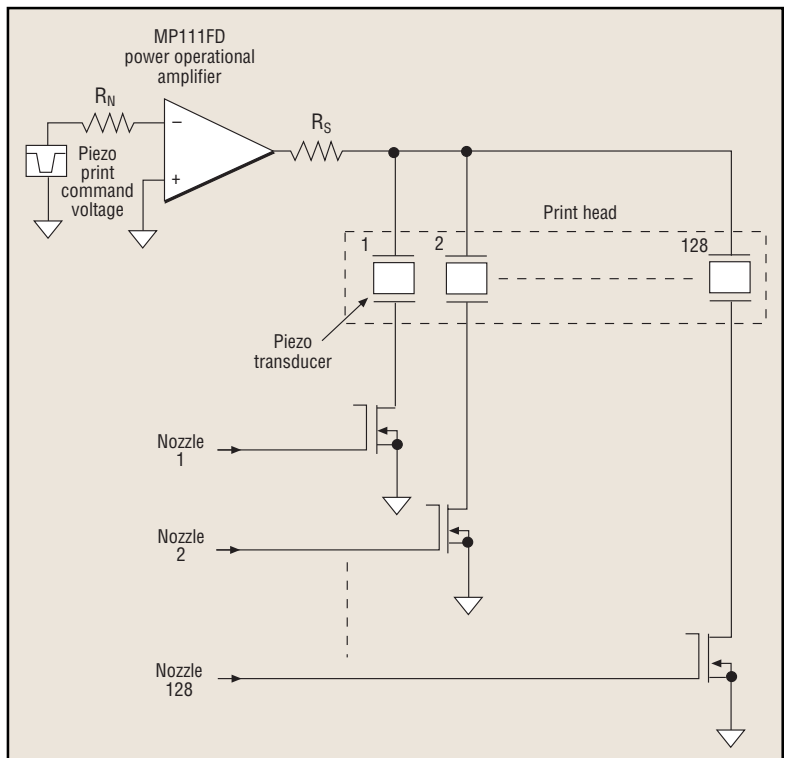 MP111FD
power operational
amplifier
R_N
R_S
−
+
Piezo
print
command
voltage
Print head
1
2
128
Piezo
transducer
Nozzle
1
Nozzle
2
Nozzle
128